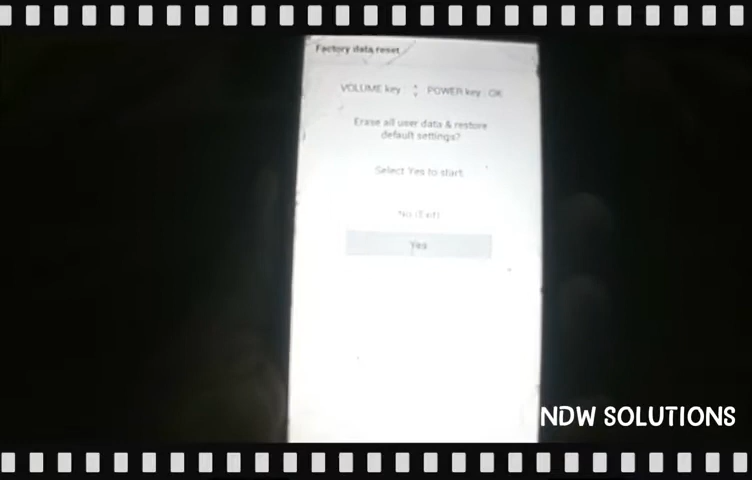 Factory data reset
VOLUME key : POWER key : OK
Erase all user data & restore
default settings?
Select Yes to start.
No (Exit)
Yes
NDW SOLUTIONS